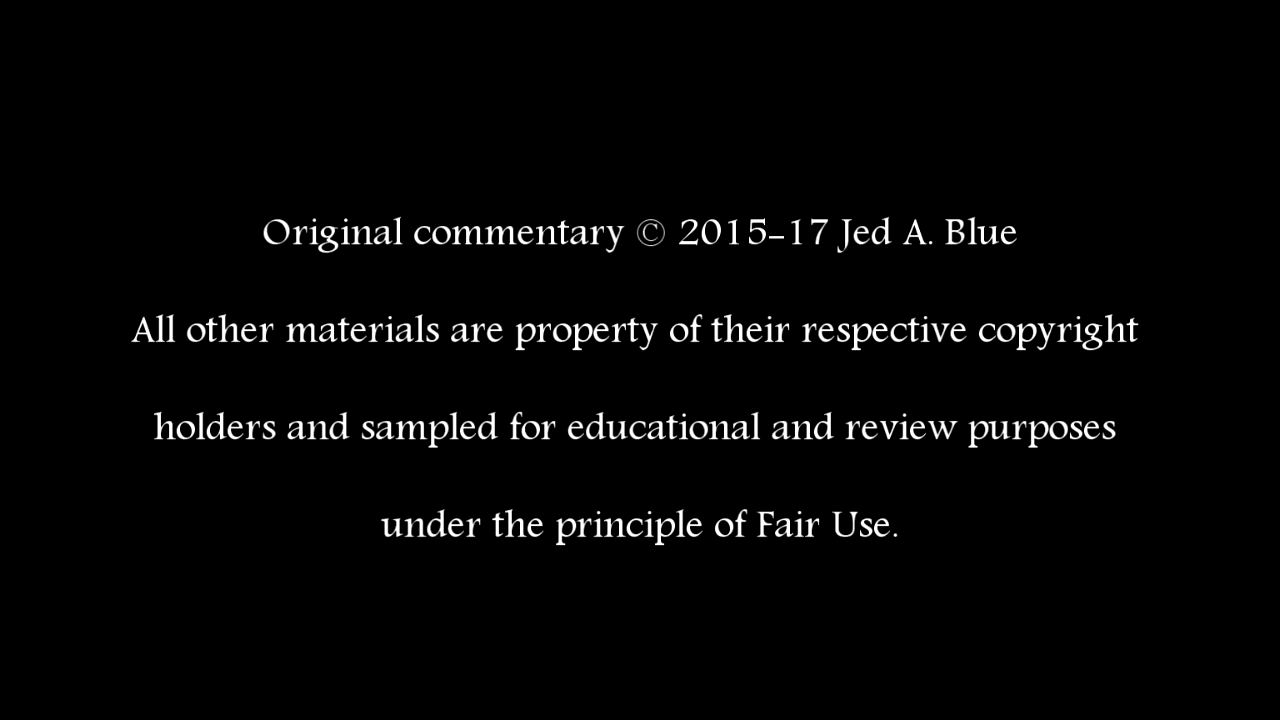 Original commentary © 2015-17 Jed A. Blue
All other materials are property of their respective copyright
holders and sampled for educational and review purposes
under the principle of Fair Use.